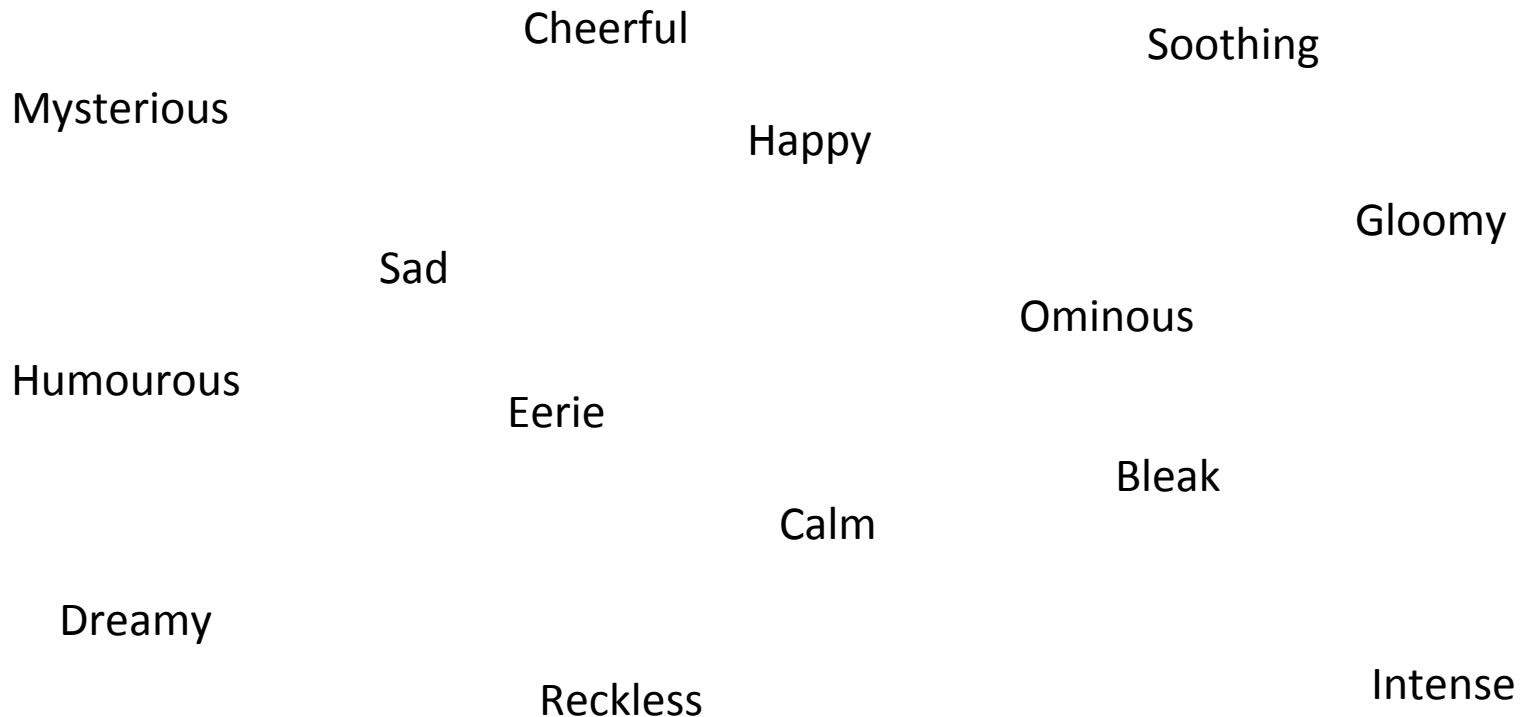 Cheerful
Soothing
Mysterious
Happy
Gloomy
Sad
Ominous
Humourous
Eerie
Bleak
Calm
Dreamy
Intense
Reckless